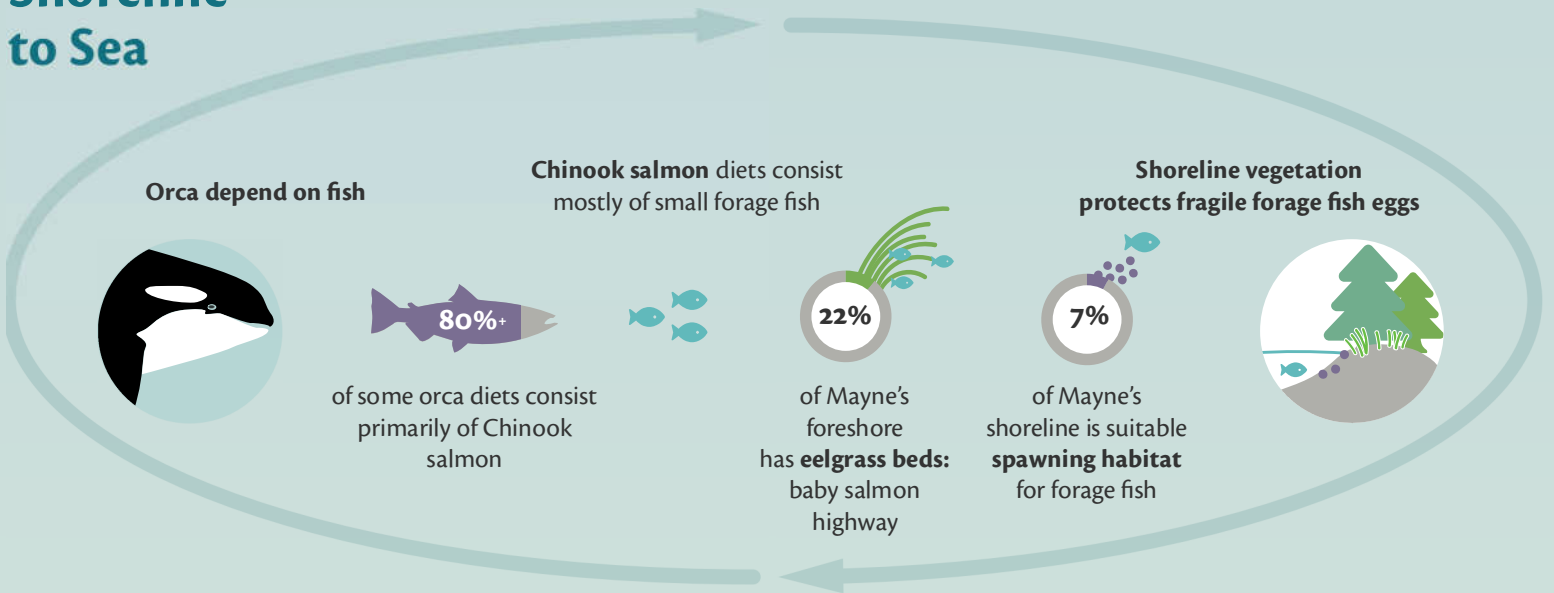 Shoreline
to Sea
Orca depend on fish
80%+
of some orca diets consist
primarily of Chinook
salmon
Chinook salmon diets consist
mostly of small forage fish
22%
of Mayne's
foreshore
has eelgrass beds:
baby salmon
highway
7%
of Mayne's
shoreline is suitable
spawning habitat
for forage fish
Shoreline vegetation
protects fragile forage fish eggs